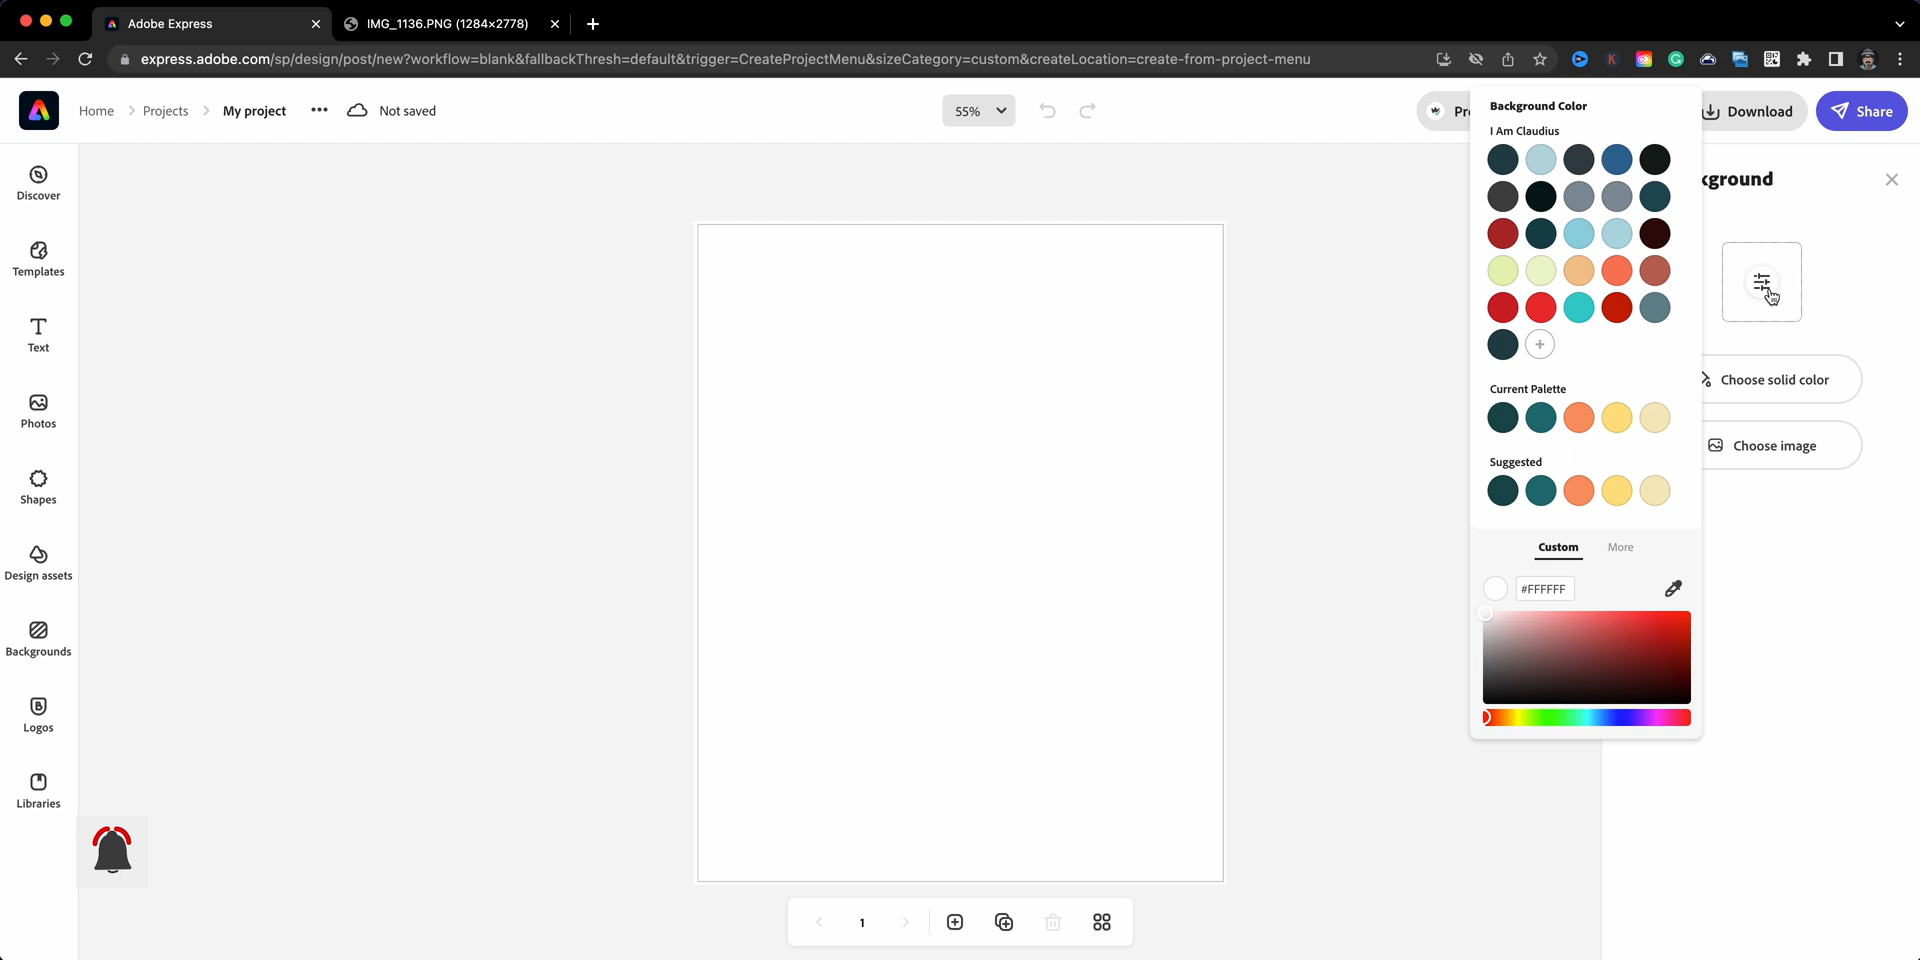 Adobe Express
IMG_1136.PNG (1284×2778)
express.adobe.com/sp/design/post/new?workflow=blank&fallbackThresh=default&trigger=CreateProjectMenu&sizeCategory=custom&createLocation=create-from-project-menu
Home
Projects
My project
Not saved
55%
Download
Share
Discover
Templates
Text
Photos
Shapes
Design assets
Backgrounds
Logos
Libraries
1
Background Color
I Am Claudius
Current Palette
Suggested
Custom
More
#FFFFFF
kground
Choose solid color
Choose image